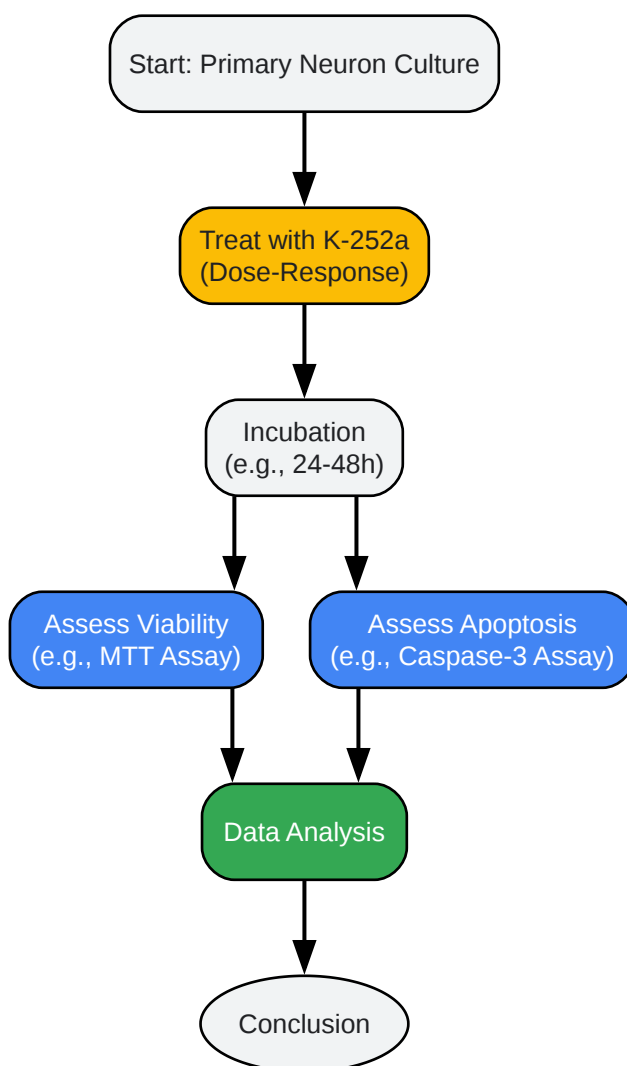 Start: Primary Neuron Culture
Treat with K-252a
(Dose-Response)
Incubation
(e.g., 24-48h)
Assess Viability
(e.g., MTT Assay)
Assess Apoptosis
(e.g., Caspase-3 Assay)
Data Analysis
Conclusion